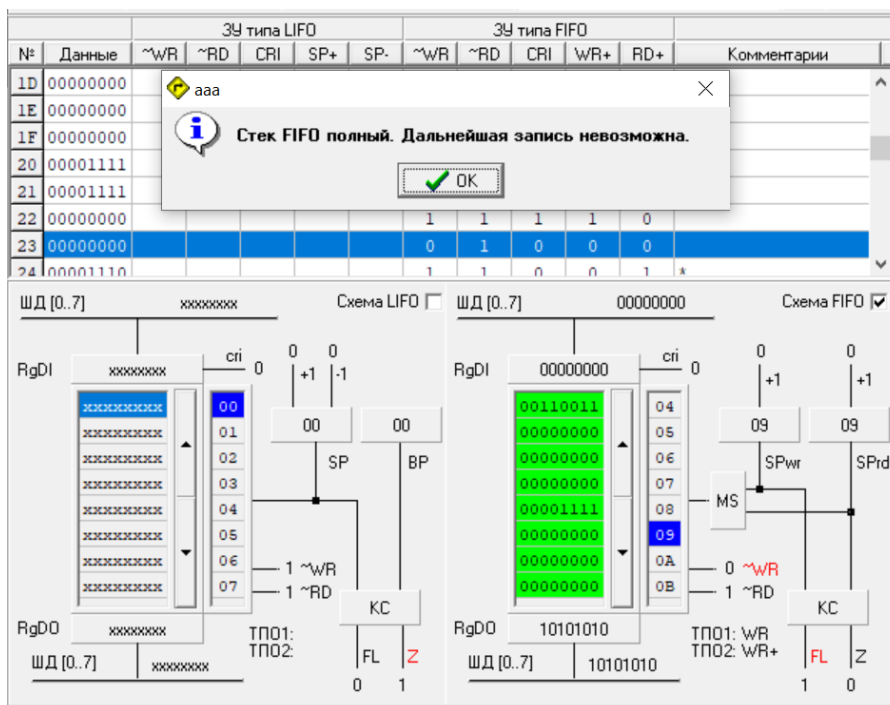 ЗУ типа LIFO ЗУ типа FIFO
№ Данные ~WR ~RD CRI SP+ SP- ~WR ~RD CRI WR+ RD+ Комментарии
1D 00000000
aaa
1E 00000000
Стек FIFO полный. Дальнейшая запись невозможна.
1F 00000000
20 00001111
OK
21 00001111
22 00000000 1 1 1 1 0
23 00000000 0 1 0 0 0
24 00001110 1 1 0 0 1 *
ШД [0..7] xxxxxxxx Схема LIFO
RgDI xxxxxxxx cri 0 0 0
+1 -1
xxxxxxxx 00 00 00
xxxxxxxx 01
xxxxxxxx 02 SP BP
xxxxxxxx 03
xxxxxxxx 04
xxxxxxxx 05
xxxxxxxx 06 1 ~WR
xxxxxxxx 07 1 ~RD
КС
RgDO xxxxxxxx ТП01:
ТП02: FL Z
ШД [0..7] xxxxxxxx
0 1
ШД [0..7] 00000000 Схема FIFO
RgDI 00000000 cri 0 0 0
+1 +1
00110011 04 09 09
00000000 05
00000000 06 SPwr SPrd
00000000 07
00001111 08 MS
00000000 09
00000000 0A 0 ~WR
00000000 0B 1 ~RD
КС
RgDO 10101010 ТП01: WR
ТП02: WR+ FL Z
ШД [0..7] 10101010
1 0